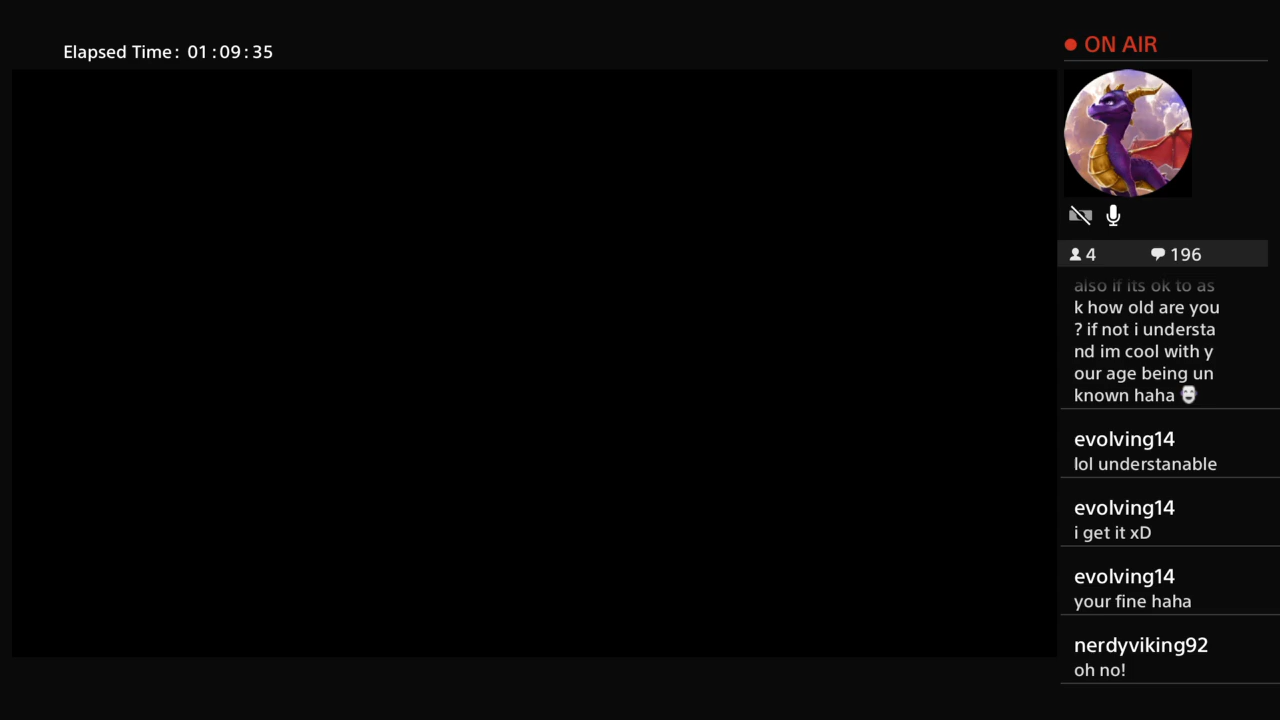 Elapsed Time: 01:09:35
ON AIR
4 196
also if its ok to as
k how old are you
? if not i understa
nd im cool with y
our age being un
known haha
evolving14
lol understanable
evolving14
i get it xD
evolving14
your fine haha
nerdyviking92
oh no!